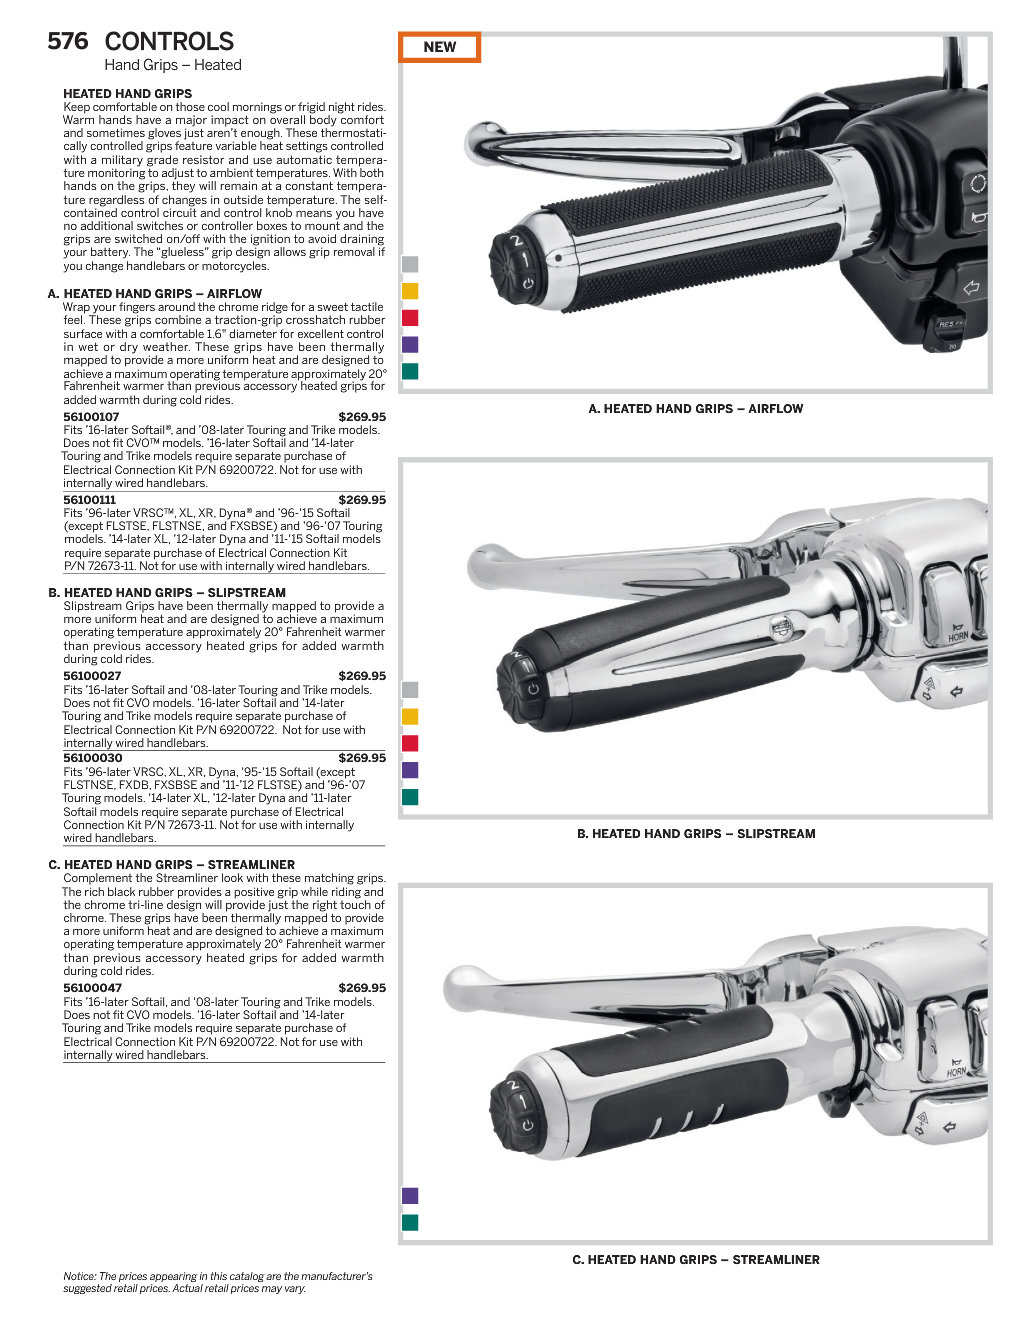 576 CONTROLS
Hand Grips – Heated
HEATED HAND GRIPS
Keep comfortable on those cool mornings or frigid night rides.
Warm hands have a major impact on overall body comfort
and sometimes gloves just aren't enough. These thermostati-
cally controlled grips feature variable heat settings controlled
with a military grade resistor and use automatic tempera-
ture monitoring to adjust to ambient temperatures. With both
hands on the grips, they will remain at a constant tempera-
ture regardless of changes in outside temperature. The self-
contained control circuit and control knob means you have
no additional switches or controller boxes to mount and the
grips are switched on/off with the ignition to avoid draining
your battery. The "glueless" grip design allows grip removal if
you change handlebars or motorcycles.
A. HEATED HAND GRIPS – AIRFLOW
Wrap your fingers around the chrome ridge for a sweet tactile
feel. These grips combine a traction-grip crosshatch rubber
surface with a comfortable 1.6" diameter for excellent control
in wet or dry weather. These grips have been thermally
mapped to provide a more uniform heat and are designed to
achieve a maximum operating temperature approximately 20°
Fahrenheit warmer than previous accessory heated grips for
added warmth during cold rides.
56100107 $269.95
Fits '16-later Softail®, and '08-later Touring and Trike models.
Does not fit CVO™ models. '16-later Softail and '14-later
Touring and Trike models require separate purchase of
Electrical Connection Kit P/N 69200722. Not for use with
internally wired handlebars.
56100111 $269.95
Fits '96-later VRSC™, XL, XR, Dyna® and '96-'15 Softail
(except FLSTSE, FLSTNSE, and FXSBSE) and '96-'07 Touring
models. '14-later XL, '12-later Dyna and '11-'15 Softail models
require separate purchase of Electrical Connection Kit
P/N 72673-11. Not for use with internally wired handlebars.
B. HEATED HAND GRIPS – SLIPSTREAM
Slipstream Grips have been thermally mapped to provide a
more uniform heat and are designed to achieve a maximum
operating temperature approximately 20° Fahrenheit warmer
than previous accessory heated grips for added warmth
during cold rides.
56100027 $269.95
Fits '16-later Softail and '08-later Touring and Trike models.
Does not fit CVO models. '16-later Softail and '14-later
Touring and Trike models require separate purchase of
Electrical Connection Kit P/N 69200722. Not for use with
internally wired handlebars.
56100030 $269.95
Fits '96-later VRSC, XL, XR, Dyna, '95-'15 Softail (except
FLSTNSE, FXDB, FXSBSE and '11-'12 FLSTSE) and '96-'07
Touring models. '14-later XL, '12-later Dyna and '11-later
Softail models require separate purchase of Electrical
Connection Kit P/N 72673-11. Not for use with internally
wired handlebars.
C. HEATED HAND GRIPS – STREAMLINER
Complement the Streamliner look with these matching grips.
The rich black rubber provides a positive grip while riding and
the chrome tri-line design will provide just the right touch of
chrome. These grips have been thermally mapped to provide
a more uniform heat and are designed to achieve a maximum
operating temperature approximately 20° Fahrenheit warmer
than previous accessory heated grips for added warmth
during cold rides.
56100047 $269.95
Fits '16-later Softail, and '08-later Touring and Trike models.
Does not fit CVO models. '16-later Softail and '14-later
Touring and Trike models require separate purchase of
Electrical Connection Kit P/N 69200722. Not for use with
internally wired handlebars.
Notice: The prices appearing in this catalog are the manufacturer's
suggested retail prices. Actual retail prices may vary.
NEW
2
1
RES /+
A. HEATED HAND GRIPS – AIRFLOW
2
HORN
B. HEATED HAND GRIPS – SLIPSTREAM
2
1
HORN
C. HEATED HAND GRIPS – STREAMLINER